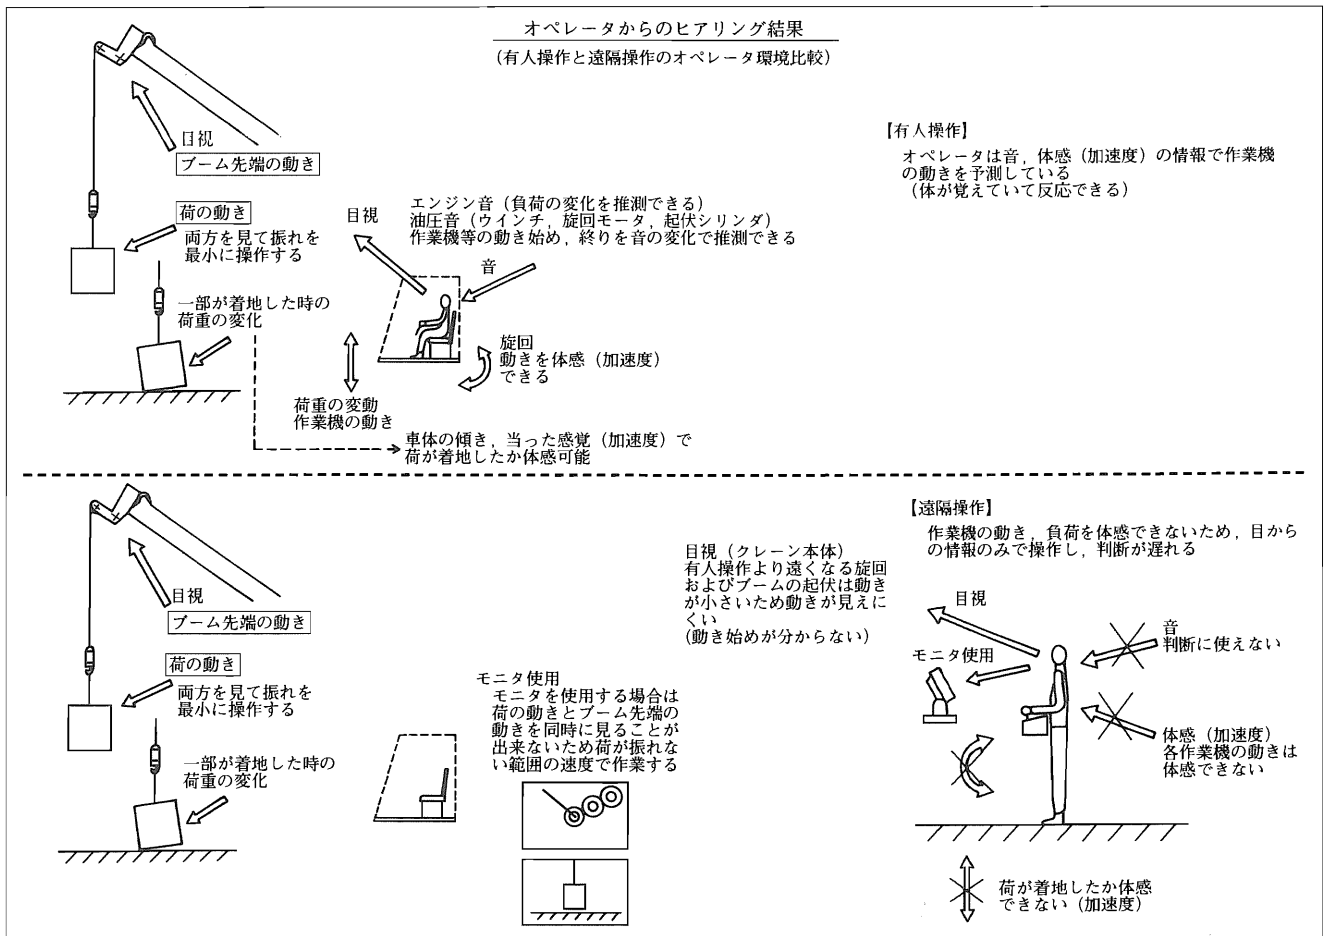 オペレータからのヒアリング結果
(有人操作と遠隔操作のオペレータ環境比較)
目視
ブーム先端の動き
荷の動き
両方を見て振れを
最小に操作する
一部が着地した時の
荷重の変化
目視
エンジン音（負荷の変化を推測できる）
油圧音（ウインチ，旋回モータ，起伏シリンダ）
作業機等の動き始め，終りを音の変化で推測できる
音
旋回
動きを体感（加速度）
できる
荷重の変動
作業機の動き
車体の傾き，当った感覚（加速度）で
荷が着地したか体感可能
【有人操作】
オペレータは音，体感（加速度）の情報で作業機
の動きを予測している
（体が覚えていて反応できる）
目視
ブーム先端の動き
荷の動き
両方を見て振れを
最小に操作する
一部が着地した時の
荷重の変化
モニタ使用
モニタを使用する場合は
荷の動きとブーム先端の
動きを同時に見ることが
出来ないため荷が振れな
い範囲の速度で作業する
目視（クレーン本体）
有人操作より遠くなる旋回
およびブームの起伏は動き
が小さいため動きが見えに
くい
(動き始めが分からない)
【遠隔操作】
作業機の動き，負荷を体感できないため，目から
の情報のみで操作し，判断が遅れる
目視
モニタ使用
音
判断に使えない
体感（加速度）
各作業機の動きは
体感できない
荷が着地したか体感
できない（加速度）